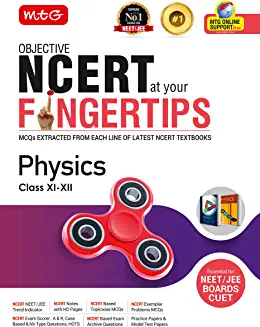 mtG
No.1
NEET/JEE
#1
MTG ONLINE
SUPPORT
OBJECTIVE
NCERT at your
FINGERTIPS
MCQs EXTRACTED FROM EACH LINE OF LATEST NCERT TEXTBOOKS
Physics
Class XI-XII
Essential for
NEET/JEE
BOARDS
CUET
NCERT NEET/JEE
Trend Indicator
NCERT Notes
with HD Pages
NCERT Based
Topicwise MCQs
NCERT Exemplar
Problems MCQs
NCERT Exam Scorer: A & R, Case
Based & NV Type Questions, HOTS
NCERT Based Exam
Archive Questions
Practice Papers &
Model Test Papers